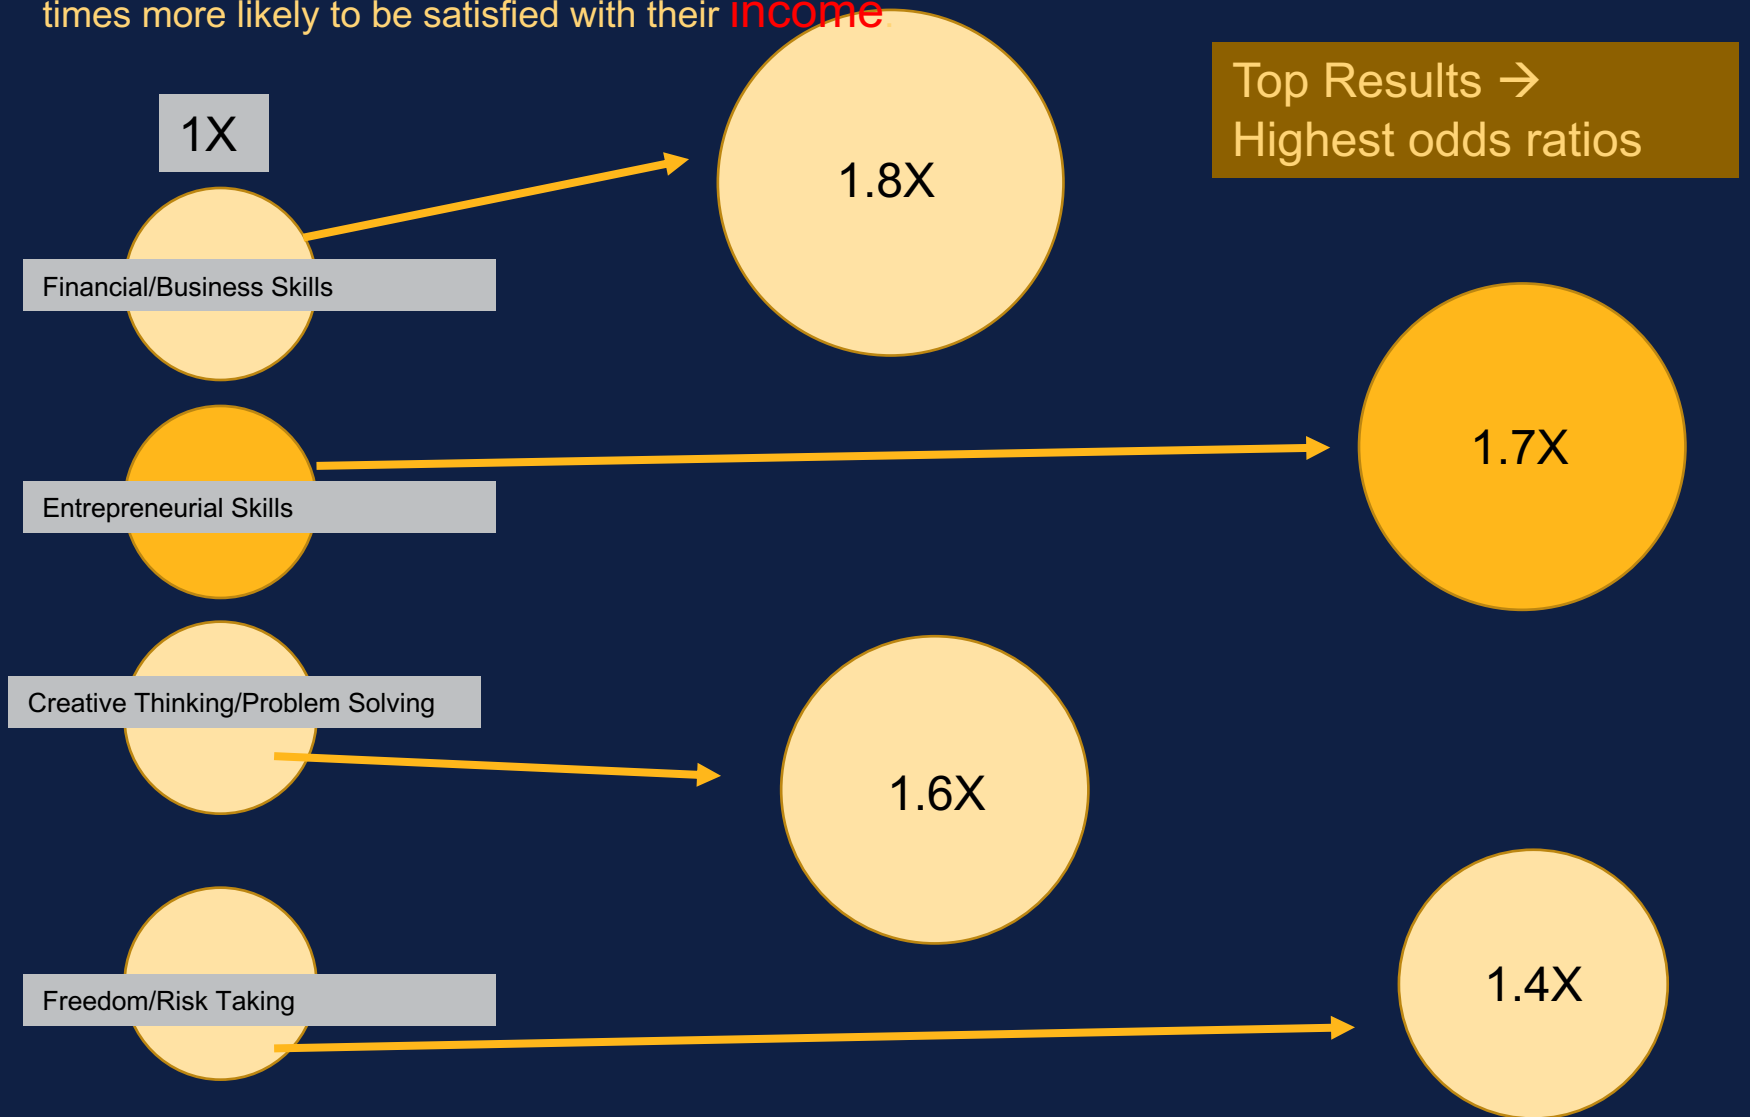 times more likely to be satisfied with their income.
Top Results →
Highest odds ratios
1X
1.8X
Financial/Business Skills
1.7X
Entrepreneurial Skills
Creative Thinking/Problem Solving
1.6X
Freedom/Risk Taking
1.4X